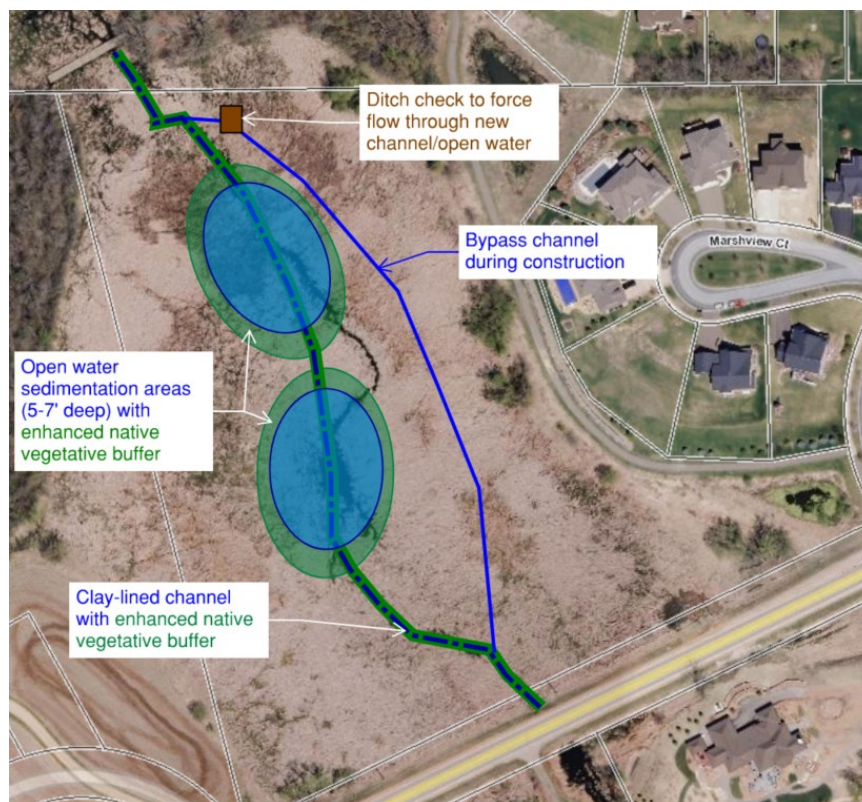 Ditch check to force
flow through new
channel/open water
Bypass channel
during construction
Marshview Ct
Open water
sedimentation areas
(5-7' deep) with
enhanced native
vegetative buffer
Clay-lined channel
with enhanced native
vegetative buffer